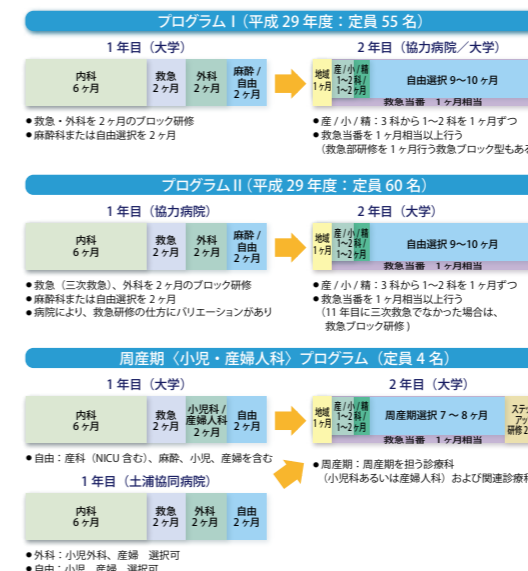 プログラムⅠ（平成 29 年度：定員 55 名）
1 年目（大学）
2 年目（協力病院／大学）
内科
6ヶ月
救急
2ヶ月
外科
2ヶ月
麻酔 /
自由
2ヶ月
地域
1ヶ月
産/小/精
1〜2科/
1〜2ヶ月
自由選択 9〜10 ヶ月
救急当番　1ヶ月相当
●救急・外科を 2 ヶ月のブロック研修
●麻酔科または自由選択を 2 ヶ月
●産 / 小 / 精：3 科から 1〜2 科を 1 ヶ月ずつ
●救急当番を 1 ヶ月相当以上行う
（救急部研修を 1 ヶ月行う救急ブロック型もある
プログラムⅡ（平成 29 年度：定員 60 名）
1 年目（協力病院）
2 年目（大学）
内科
6ヶ月
救急
2ヶ月
外科
2ヶ月
麻酔 /
自由
2ヶ月
地域
1ヶ月
産/小/精
1〜2科/
1〜2ヶ月
自由選択 9〜10 ヶ月
救急当番　1ヶ月相当
●救急（三次救急）、外科を 2 ヶ月のブロック研修
●麻酔科または自由選択を 2 ヶ月
●病院により、救急研修の仕方にバリエーションがあり
●産 / 小 / 精：3 科から 1〜2 科を 1 ヶ月ずつ
●救急当番を 1 ヶ月相当以上行う
（11 年目に三次救急でなかった場合は、
救急ブロック研修 )
周産期〈小児・産婦人科〉プログラム（定員 4 名）
1 年目（大学）
2 年目（大学）
内科
6ヶ月
救急
2ヶ月
小児科 /
産婦人科
2ヶ月
自由
2ヶ月
地域
1ヶ月
産/小/精
1〜2科/
1〜2ヶ月
周産期選択 7 〜 8 ヶ月
救急当番　1ヶ月相当
ステッ
アッ
研修 2
●自由：産科（NICU 含む）、麻酔、小児、産婦を含む
●周産期：周産期を担う診療科
（小児科あるいは産婦人科）および関連診療科
1 年目（土浦協同病院）
内科
6ヶ月
救急
2ヶ月
外科
2ヶ月
自由
2ヶ月
●外科：小児外科、産婦　選択可
●自由：小児、産婦　選択可